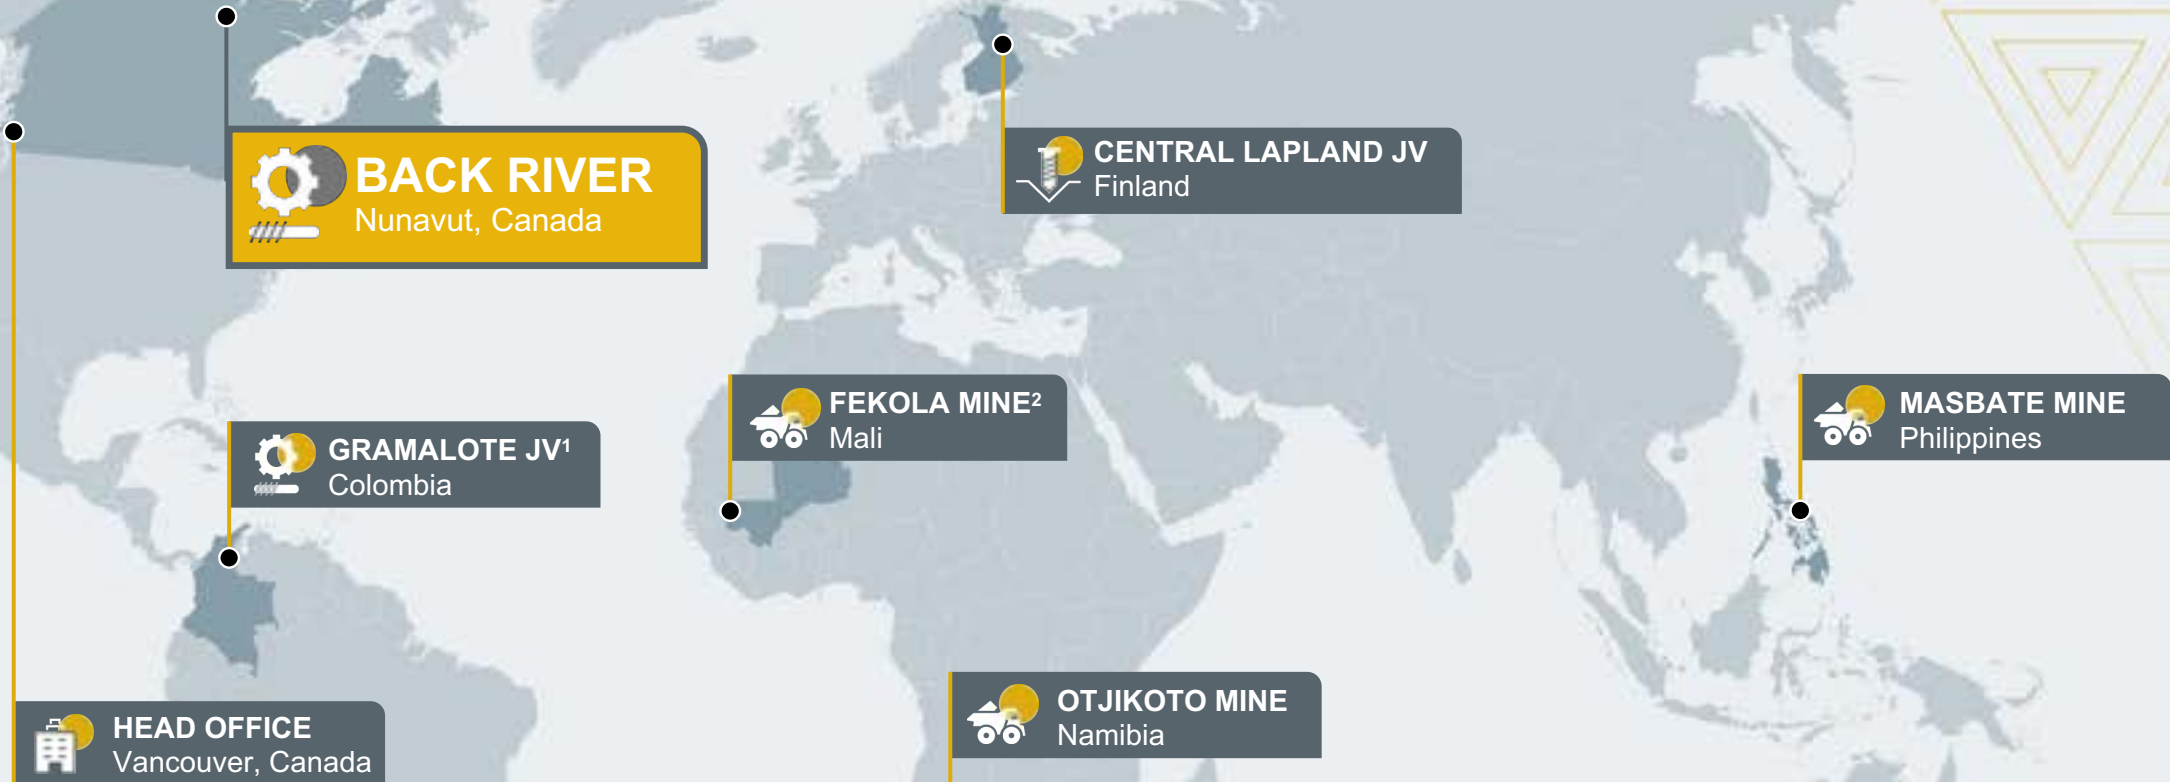 BACK RIVER
Nunavut, Canada
CENTRAL LAPLAND JV
Finland
FEKOLA MINE²
Mali
MASBATE MINE
Philippines
GRAMALOTE JV¹
Colombia
OTJIKOTO MINE
Namibia
HEAD OFFICE
Vancouver, Canada